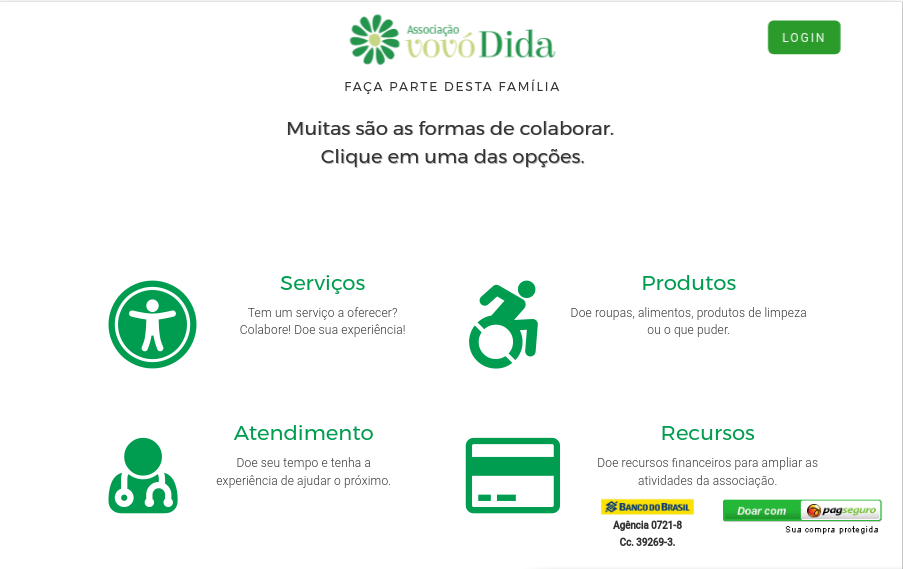 Associação
vovó Dida
LOGIN
FAÇA PARTE DESTA FAMÍLIA
Muitas são as formas de colaborar.
Clique em uma das opções.
Serviços
Tem um serviço a oferecer?
Colabore! Doe sua experiência!
Produtos
Doe roupas, alimentos, produtos de limpeza
ou o que puder.
Atendimento
Doe seu tempo e tenha a
experiência de ajudar o próximo.
Recursos
Doe recursos financeiros para ampliar as
atividades da associação.
BANCO DO BRASIL
Agência 0721-8
Cc. 39269-3.
Doar com pagseguro
Sua compra protegida